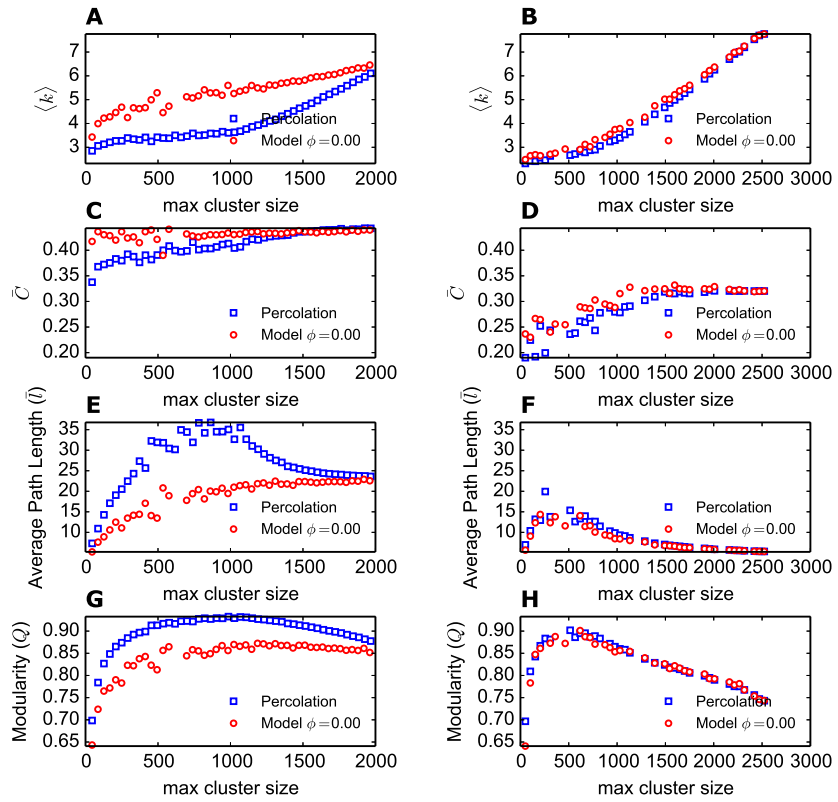 A
⟨k⟩
7
6
5
4
3
Percolation
Model ϕ=0.00
0 500 1000 1500 2000
max cluster size
B
⟨k⟩
7
6
5
4
3
Percolation
Model ϕ=0.00
0 500 1000 1500 2000 2500 3000
max cluster size
C
C̄
0.40
0.35
0.30
0.25
0.20
Percolation
Model ϕ=0.00
0 500 1000 1500 2000
max cluster size
D
C̄
0.40
0.35
0.30
0.25
0.20
Percolation
Model ϕ=0.00
0 500 1000 1500 2000 2500 3000
max cluster size
E
Average Path Length (l̄)
35
30
25
20
15
10
Percolation
Model ϕ=0.00
0 500 1000 1500 2000
max cluster size
F
Average Path Length (l̄)
35
30
25
20
15
10
Percolation
Model ϕ=0.00
0 500 1000 1500 2000 2500 3000
max cluster size
G
Modularity (Q)
0.90
0.85
0.80
0.75
0.70
0.65
Percolation
Model ϕ=0.00
0 500 1000 1500 2000
max cluster size
H
Modularity (Q)
0.90
0.85
0.80
0.75
0.70
0.65
Percolation
Model ϕ=0.00
0 500 1000 1500 2000 2500 3000
max cluster size